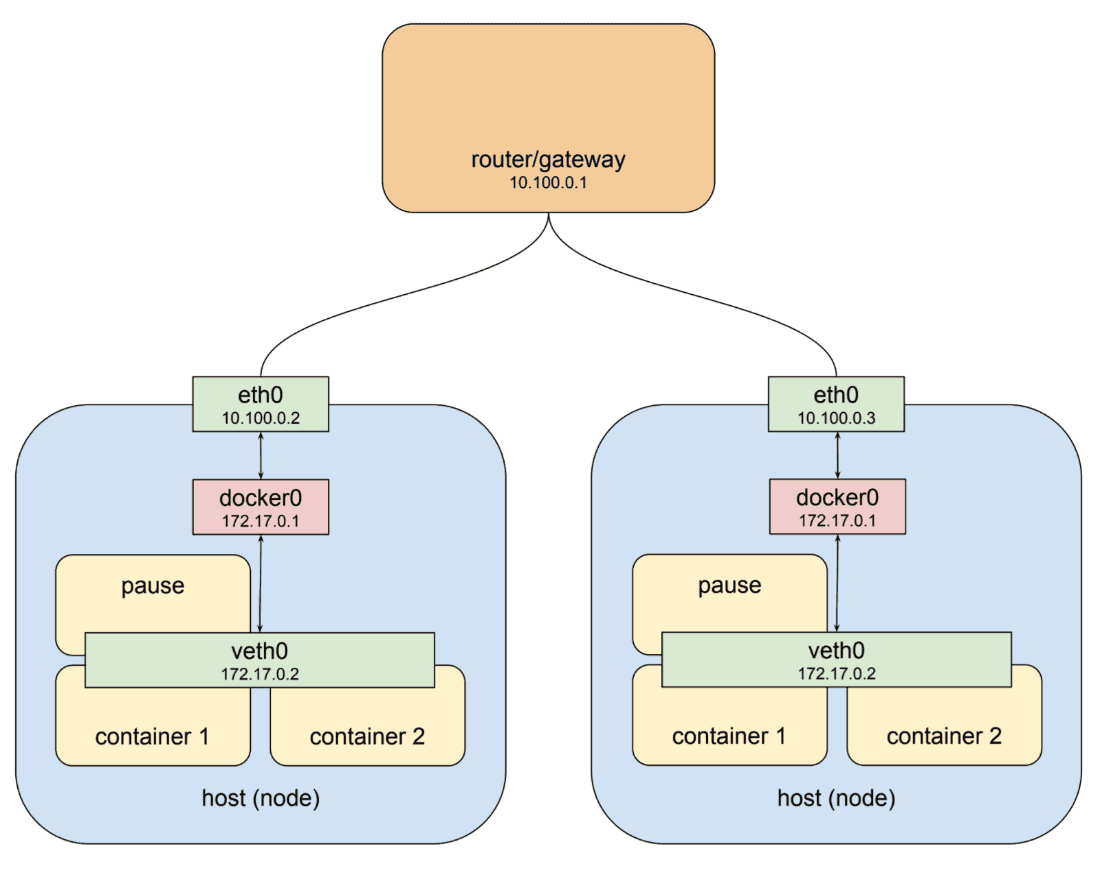 router/gateway
10.100.0.1
eth0
10.100.0.2
docker0
172.17.0.1
pause
veth0
172.17.0.2
container 1
container 2
host (node)
eth0
10.100.0.3
docker0
172.17.0.1
pause
veth0
172.17.0.2
container 1
container 2
host (node)